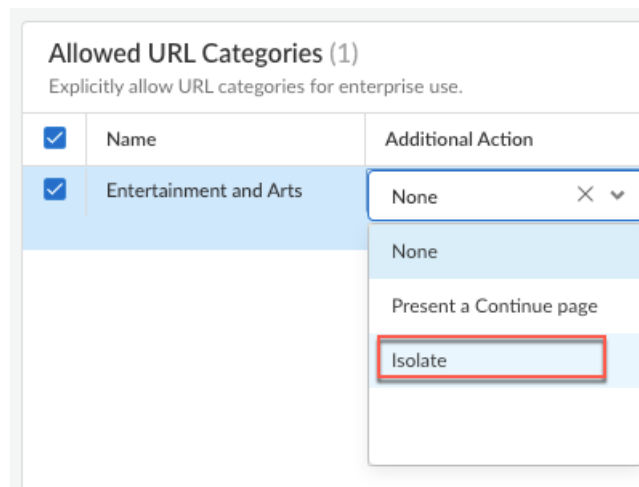 Allowed URL Categories (1)
Explicitly allow URL categories for enterprise use.
Name
Additional Action
Entertainment and Arts
None
None
Present a Continue page
Isolate